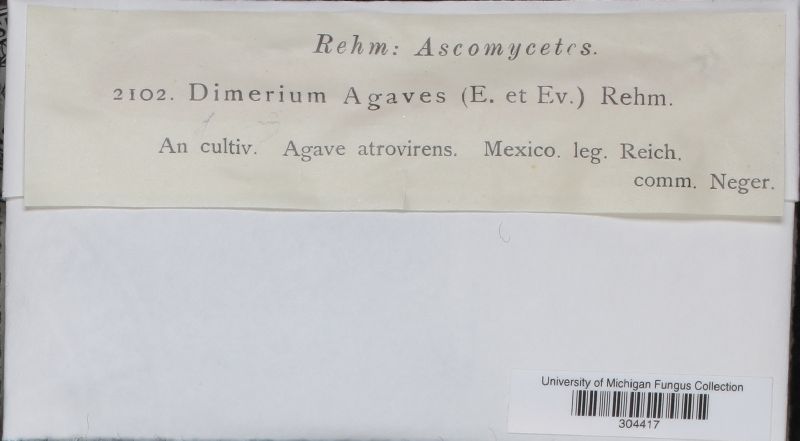 Rehm: Ascomycetes.
2102. Dimerium Agaves (E. et Ev.) Rehm.
An cultiv. Agave atrovirens. Mexico. leg. Reich.
comm. Neger.
University of Michigan Fungus Collection
304417